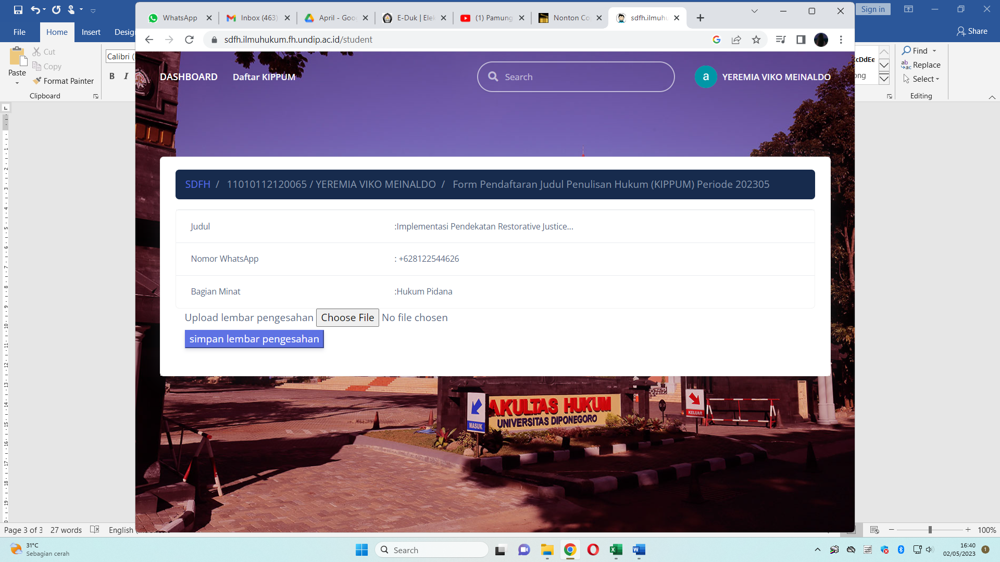 Sign in
WhatsApp
Inbox (463)
April - Goo
E-Duk | Ele
(1) Pamung
Nonton Co
sdfh.ilmuhu
File
Home
Insert
Desig
Share
sdfh.ilmuhukum.fh.undip.ac.id/student
Paste
Cut
Copy
Format Painter
Clipboard
Calibri (
B
I
cDdEe
ong
Find
Replace
Select
Editing
DASHBOARD
Daftar KIPPUM
Search
a
YEREMIA VIKO MEINALDO
SDFH / 11010112120065 / YEREMIA VIKO MEINALDO / Form Pendaftaran Judul Penulisan Hukum (KIPPUM) Periode 202305
Judul :Implementasi Pendekatan Restorative Justice...
Nomor WhatsApp : +628122544626
Bagian Minat :Hukum Pidana
Upload lembar pengesahan Choose File No file chosen
simpan lembar pengesahan
AKULTAS HUKUM
UNIVERSITAS DIPONEGORO
MASUK
KELUAR
Page 3 of 3
27 words
English
100%
31°C
Sebagian cerah
Search
16:40
02/05/2023
1